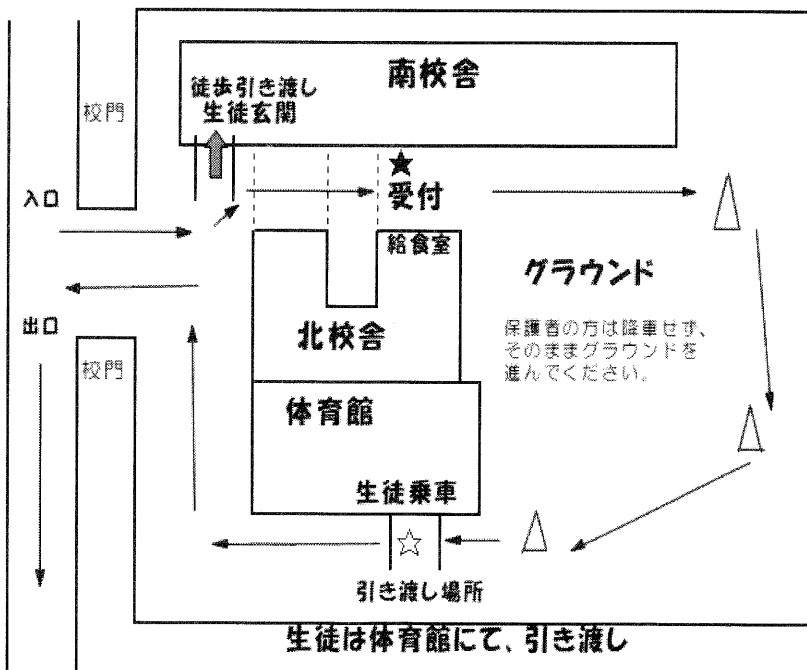 南校舎
徒歩引き渡し
生徒玄関
校門
入口
受付
給食室
グラウンド
保護者の方は降車せず、
そのままグラウンドを
進んでください。
出口
北校舎
校門
体育館
生徒乗車
引き渡し場所
生徒は体育館にて、引き渡し